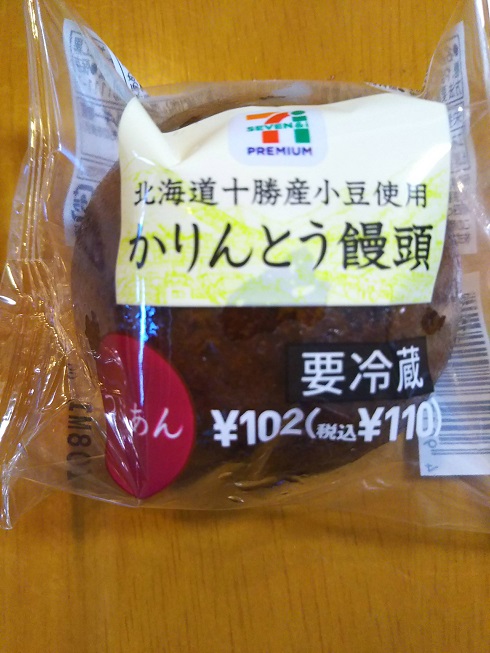 SEVEN&i
PREMIUM
北海道十勝産小豆使用
かりんとう饅頭
要冷蔵
あん
¥102(税込¥110)